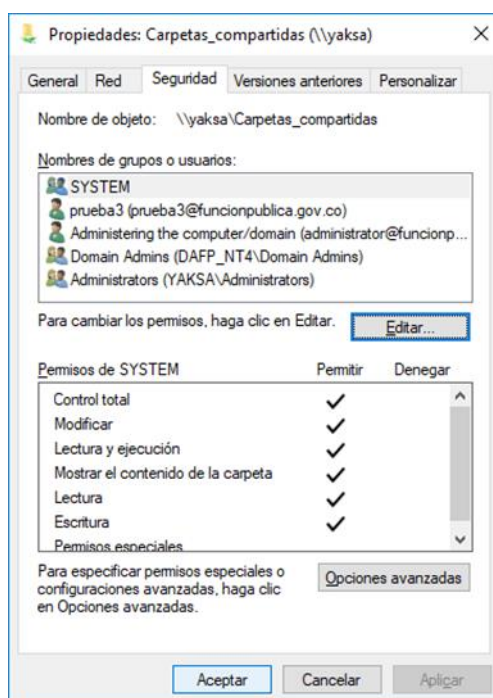 Propiedades: Carpetas_compartidas (\\yaksa)
General Red Seguridad Versiones anteriores Personalizar
Nombre de objeto: \\yaksa\Carpetas_compartidas
Nombres de grupos o usuarios:
SYSTEM
prueba3 (prueba3@funcionpublica.gov.co)
Administering the computer/domain (administrator@funcionp...
Domain Admins (DAFP_NT4\Domain Admins)
Administrators (YAKSA\Administrators)
Para cambiar los permisos, haga clic en Editar. Editar...
Permisos de SYSTEM Permitir Denegar
Control total
Modificar
Lectura y ejecución
Mostrar el contenido de la carpeta
Lectura
Escritura
Permisos especiales
Para especificar permisos especiales o
configuraciones avanzadas, haga clic
en Opciones avanzadas.
Opciones avanzadas
Aceptar Cancelar Aplicar